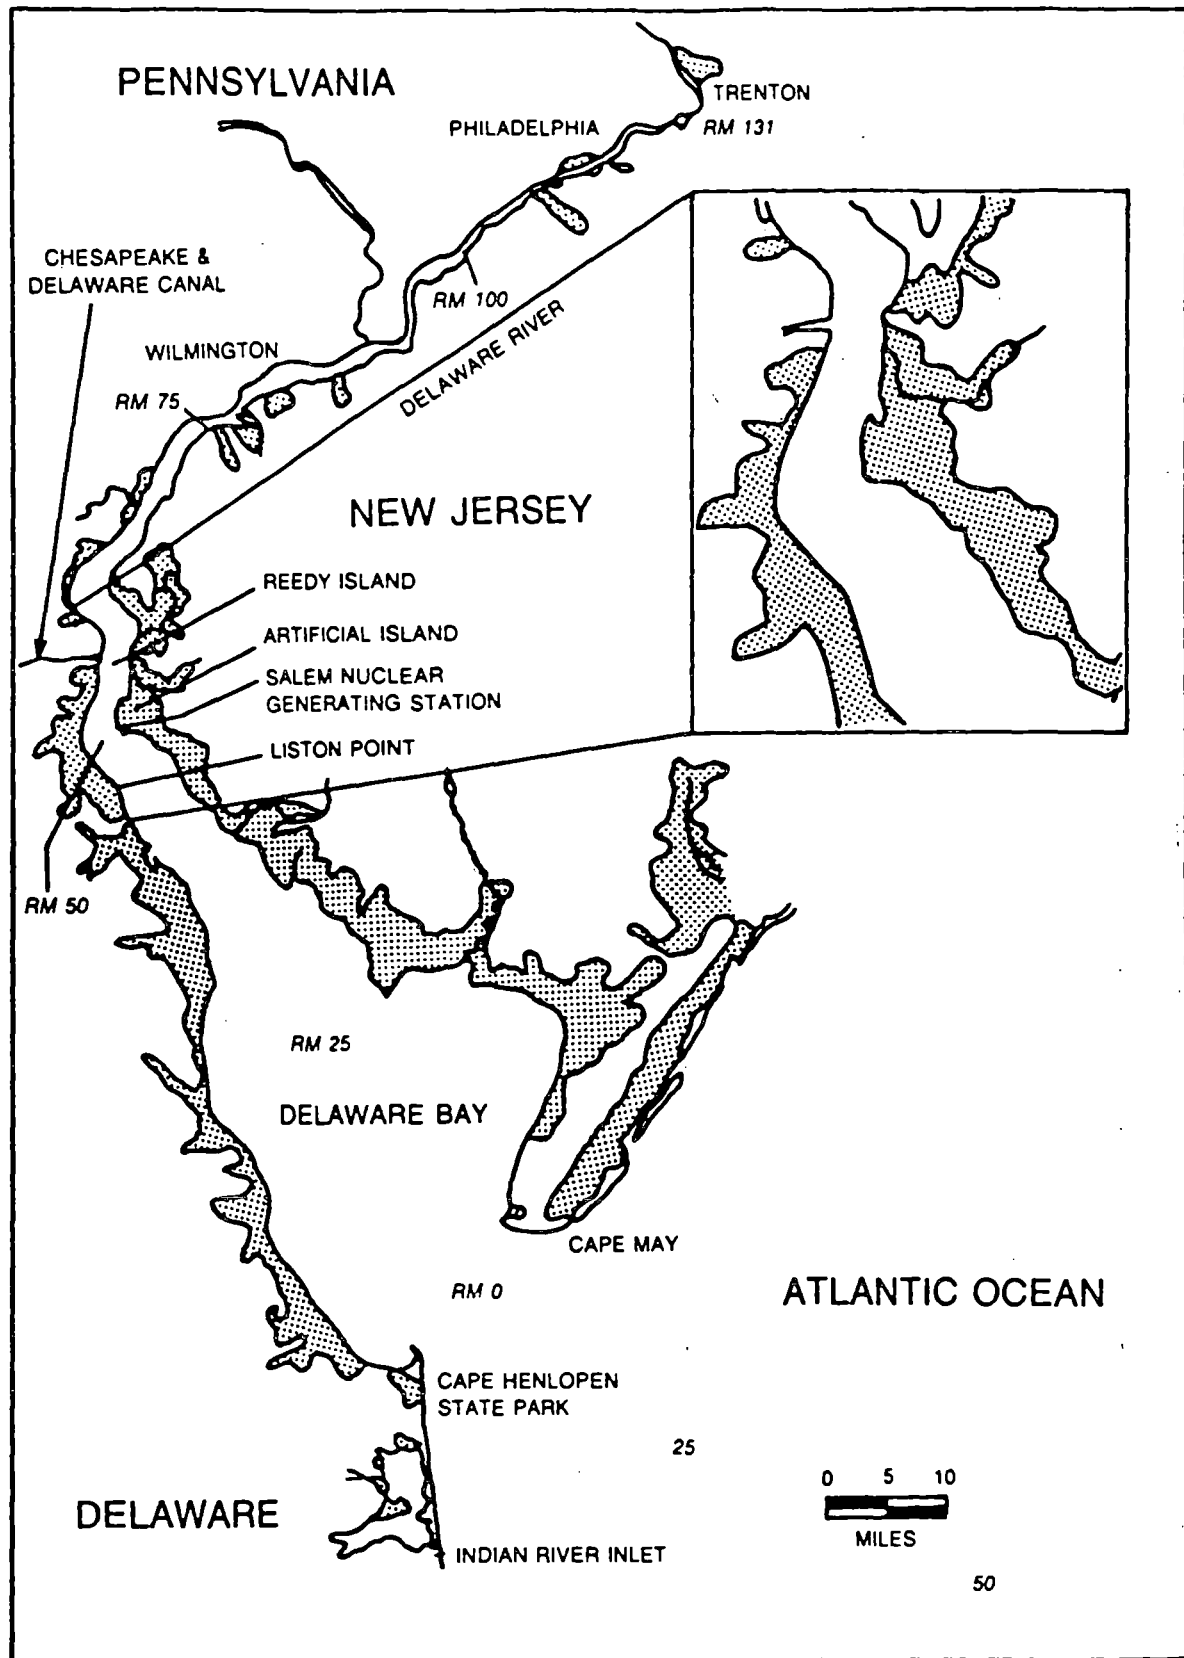 PENNSYLVANIA
TRENTON
PHILADELPHIA
RM 131
CHESAPEAKE &
DELAWARE CANAL
RM 100
WILMINGTON
DELAWARE RIVER
RM 75
NEW JERSEY
REEDY ISLAND
ARTIFICIAL ISLAND
SALEM NUCLEAR
GENERATING STATION
LISTON POINT
RM 50
RM 25
DELAWARE BAY
CAPE MAY
RM 0
ATLANTIC OCEAN
CAPE HENLOPEN
STATE PARK
25
0 5 10
MILES
DELAWARE
INDIAN RIVER INLET
50